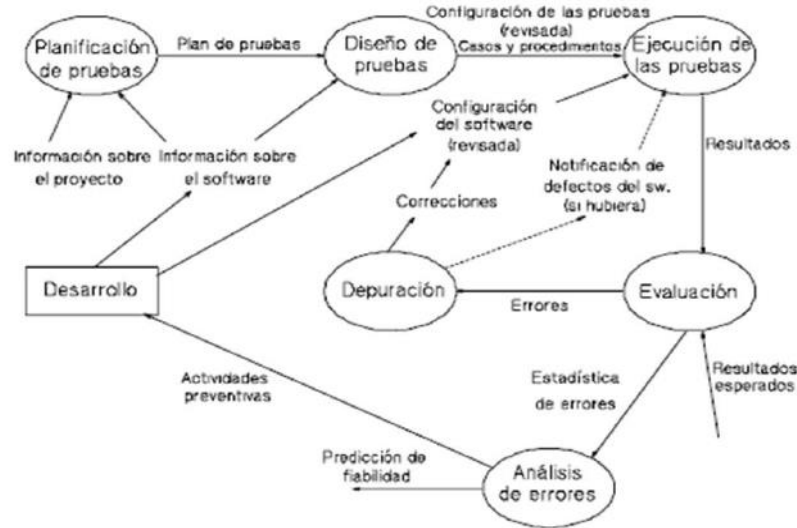 Planificación
de pruebas
Plan de pruebas
Diseño de
pruebas
Configuración de las pruebas
(revisada)
Casos y procedimientos
Ejecución de
las pruebas
Información sobre
el proyecto
Información sobre
el software
Configuración
del software
(revisada)
Resultados
Notificación de
defectos del sw.
(si hubiera)
Correcciones
Desarrollo
Depuración
Errores
Evaluación
Actividades
preventivas
Estadística
de errores
Resultados
esperados
Predicción de
fiabilidad
Análisis
de errores